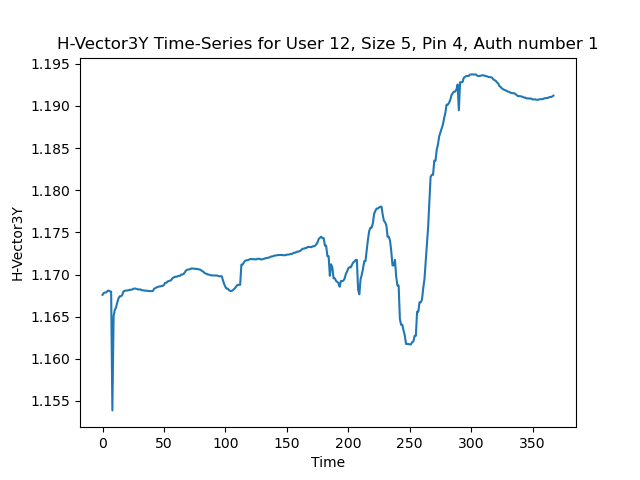 H-Vector3Y Time-Series for User 12, Size 5, Pin 4, Auth number 1
1.195
1.190
1.185
1.180
1.175
1.170
1.165
1.160
1.155
H-Vector3Y
0 50 100 150 200 250 300 350
Time